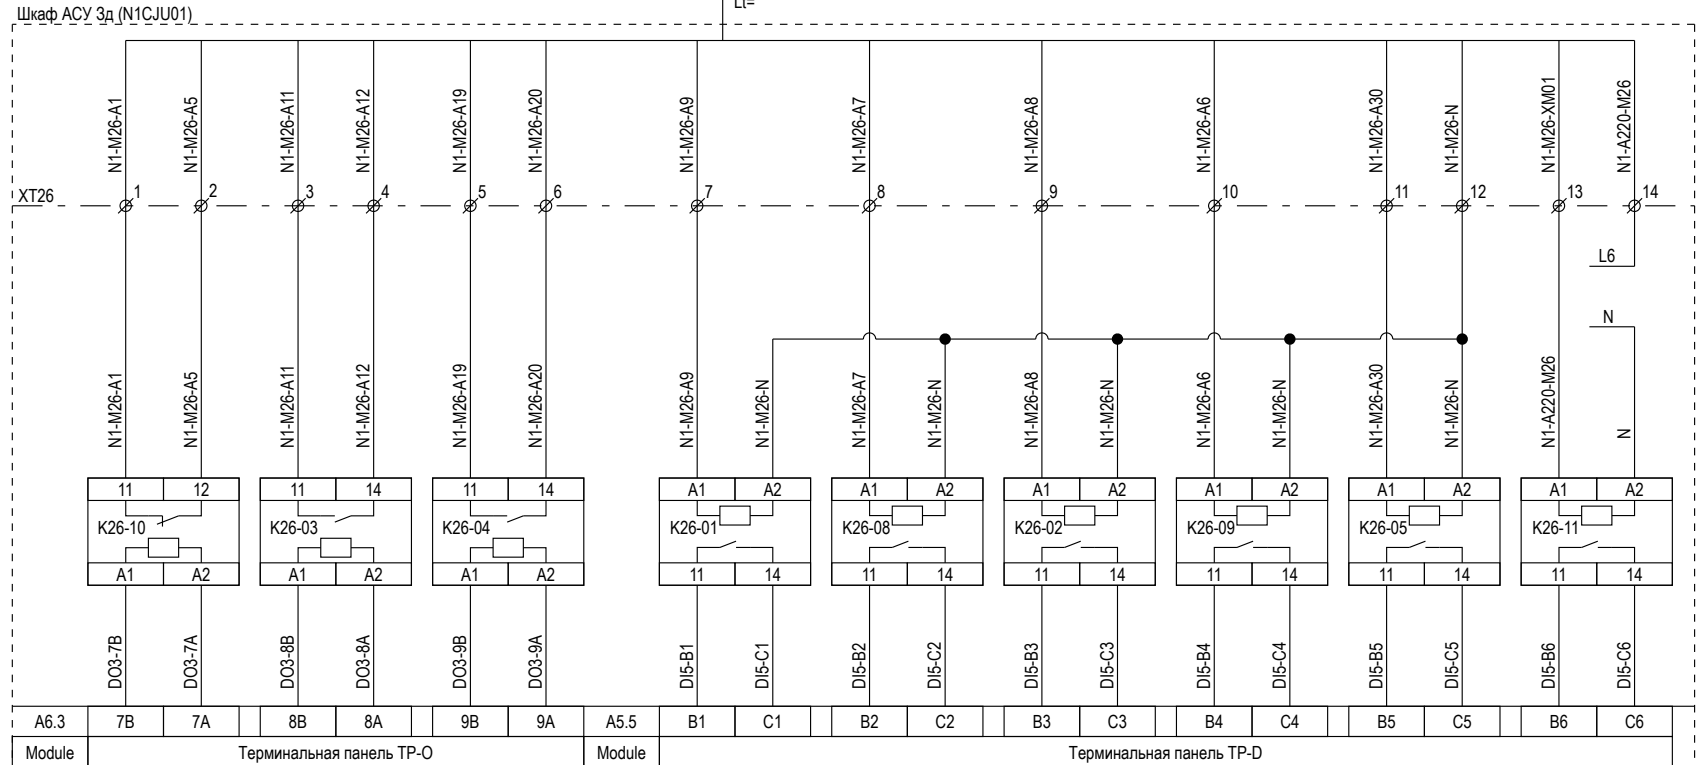 Шкаф АСУ 3д (N1CJU01)
Lt=
N1-M26-A1
N1-M26-A5
N1-M26-A11
N1-M26-A12
N1-M26-A19
N1-M26-A20
N1-M26-A9
N1-M26-A7
N1-M26-A8
N1-M26-A6
N1-M26-A30
N1-M26-N
N1-M26-XM01
N1-A220-M26
XT26
1 2 3 4 5 6 7 8 9 10 11 12 13 14
L6
N
N1-M26-A1
N1-M26-A5
N1-M26-A11
N1-M26-A12
N1-M26-A19
N1-M26-A20
N1-M26-A9
N1-M26-N
N1-M26-A7
N1-M26-N
N1-M26-A8
N1-M26-N
N1-M26-A6
N1-M26-N
N1-M26-A30
N1-M26-N
N1-A220-M26
N
11 12 11 14 11 14 A1 A2 A1 A2 A1 A2 A1 A2 A1 A2 A1 A2
K26-10 K26-03 K26-04 K26-01 K26-08 K26-02 K26-09 K26-05 K26-11
A1 A2 A1 A2 A1 A2 11 14 11 14 11 14 11 14 11 14 11 14
DO3-7B
DO3-7A
DO3-8B
DO3-8A
DO3-9B
DO3-9A
DI5-B1
DI5-C1
DI5-B2
DI5-C2
DI5-B3
DI5-C3
DI5-B4
DI5-C4
DI5-B5
DI5-C5
DI5-B6
DI5-C6
A6.3 7B 7A 8B 8A 9B 9A A5.5 B1 C1 B2 C2 B3 C3 B4 C4 B5 C5 B6 C6
Module Терминальная панель TP-O Module Терминальная панель TP-D